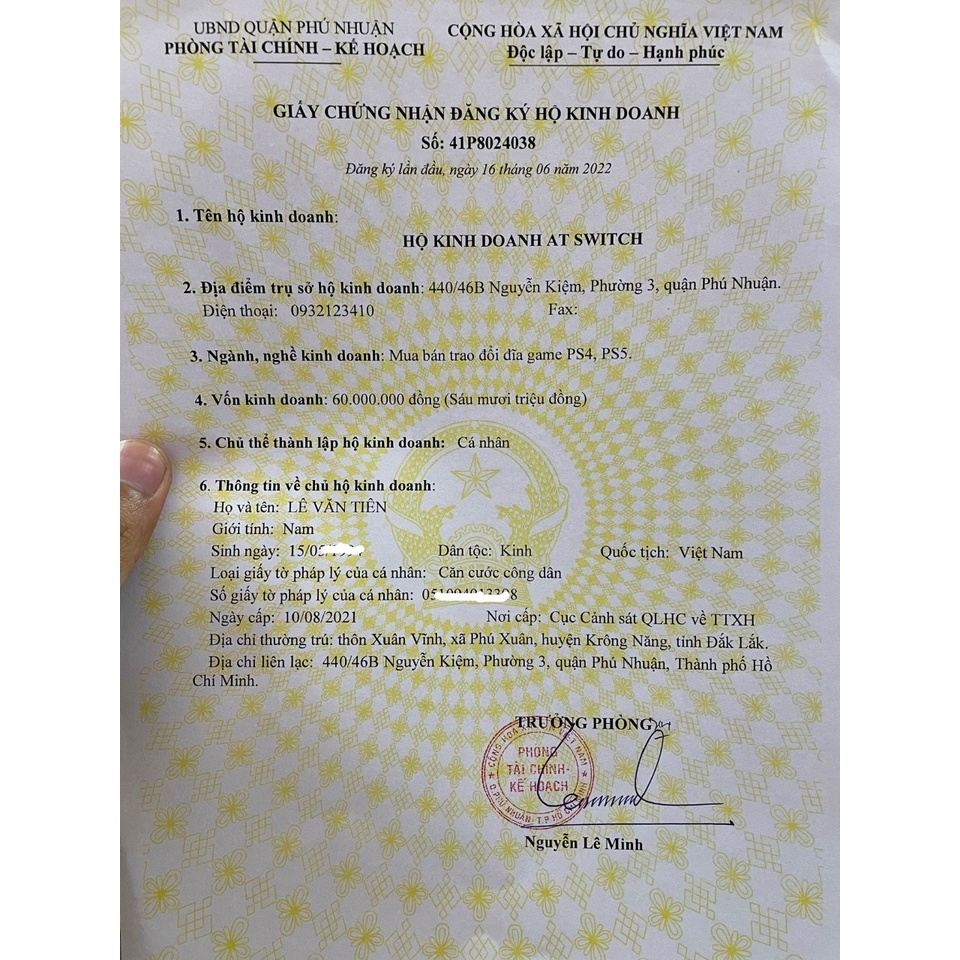 UBND QUẬN PHÚ NHUẬN
PHÒNG TÀI CHÍNH – KẾ HOẠCH
CỘNG HÒA XÃ HỘI CHỦ NGHĨA VIỆT NAM
Độc lập – Tự do – Hạnh phúc
GIẤY CHỨNG NHẬN ĐĂNG KÝ HỘ KINH DOANH
Số: 41P8024038
Đăng ký lần đầu, ngày 16 tháng 06 năm 2022
1. Tên hộ kinh doanh:
HỘ KINH DOANH AT SWITCH
2. Địa điểm trụ sở hộ kinh doanh: 440/46B Nguyễn Kiệm, Phường 3, quận Phú Nhuận.
Điện thoại: 0932123410 Fax:
3. Ngành, nghề kinh doanh: Mua bán trao đổi đĩa game PS4, PS5.
4. Vốn kinh doanh: 60.000.000 đồng (Sáu mươi triệu đồng)
5. Chủ thể thành lập hộ kinh doanh: Cá nhân
6. Thông tin về chủ hộ kinh doanh:
Họ và tên: LÊ VĂN TIÊN
Giới tính: Nam
Sinh ngày: 15/ Dân tộc: Kinh Quốc tịch: Việt Nam
Loại giấy tờ pháp lý của cá nhân: Căn cước công dân
Số giấy tờ pháp lý của cá nhân:
Ngày cấp: 10/08/2021 Nơi cấp: Cục Cảnh sát QLHC về TTXH
Địa chỉ thường trú: thôn Xuân Vĩnh, xã Phú Xuân, huyện Krông Năng, tỉnh Đắk Lắk.
Địa chỉ liên lạc: 440/46B Nguyễn Kiệm, Phường 3, quận Phú Nhuận, Thành phố Hồ
Chí Minh.
TRƯỞNG PHÒNG
PHÒNG
TÀI CHÍNH-
KẾ HOẠCH
Q.PHÚ NHUẬN-T.P HỒ CHÍ MINH
Nguyễn Lê Minh